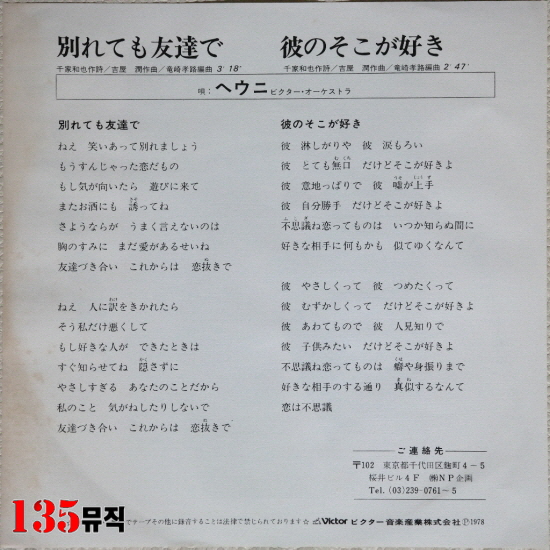 別れても友達で
千家和也作詩/吉屋 潤作曲/竜崎孝路編曲 3′18″
彼のそこが好き
千家和也作詩/吉屋 潤作曲/竜崎孝路編曲 2′47″
唄:ヘウニ ビクター・オーケストラ
別れても友達で
ねえ 笑いあって別れましょう
もうすんじゃった恋だもの
もし気が向いたら 遊びに来て
またお酒にも 誘ってね
さようならが うまく言えないのは
胸のすみに まだ愛があるせいね
友達づき合い これからは 恋抜きで
ねえ 人に訳をきかれたら
そう私だけ悪くして
もし好きな人が できたときは
すぐ知らせてね 隠さずに
やさしすぎる あなたのことだから
私のこと 気がねしたりしないで
友達づき合い これからは 恋抜きで
彼のそこが好き
彼 淋しがりや 彼 涙もろい
彼 とても無口 だけどそこが好きよ
彼 意地っぱりで 彼 嘘が上手
彼 自分勝手 だけどそこが好きよ
不思議ね恋ってものは いつか知らぬ間に
好きな相手に何もかも 似てゆくなんて
彼 やさしくって 彼 つめたくって
彼 むずかしくって だけどそこが好きよ
彼 あわてもので 彼 人見知りで
彼 子供みたい だけどそこが好きよ
不思議ね恋ってものは 癖や身振りまで
好きな相手のする通り 真似するなんて
恋は不思議
ご連絡先
〒102 東京都千代田区麹町4-5
桜井ビル4F ㈱NP企画
Tel. (03)239-0761~5
135뮤직
でテープその他に録音することは法律で禁じられております☆
Victor ビクター音楽産業株式会社 Ⓟ1978